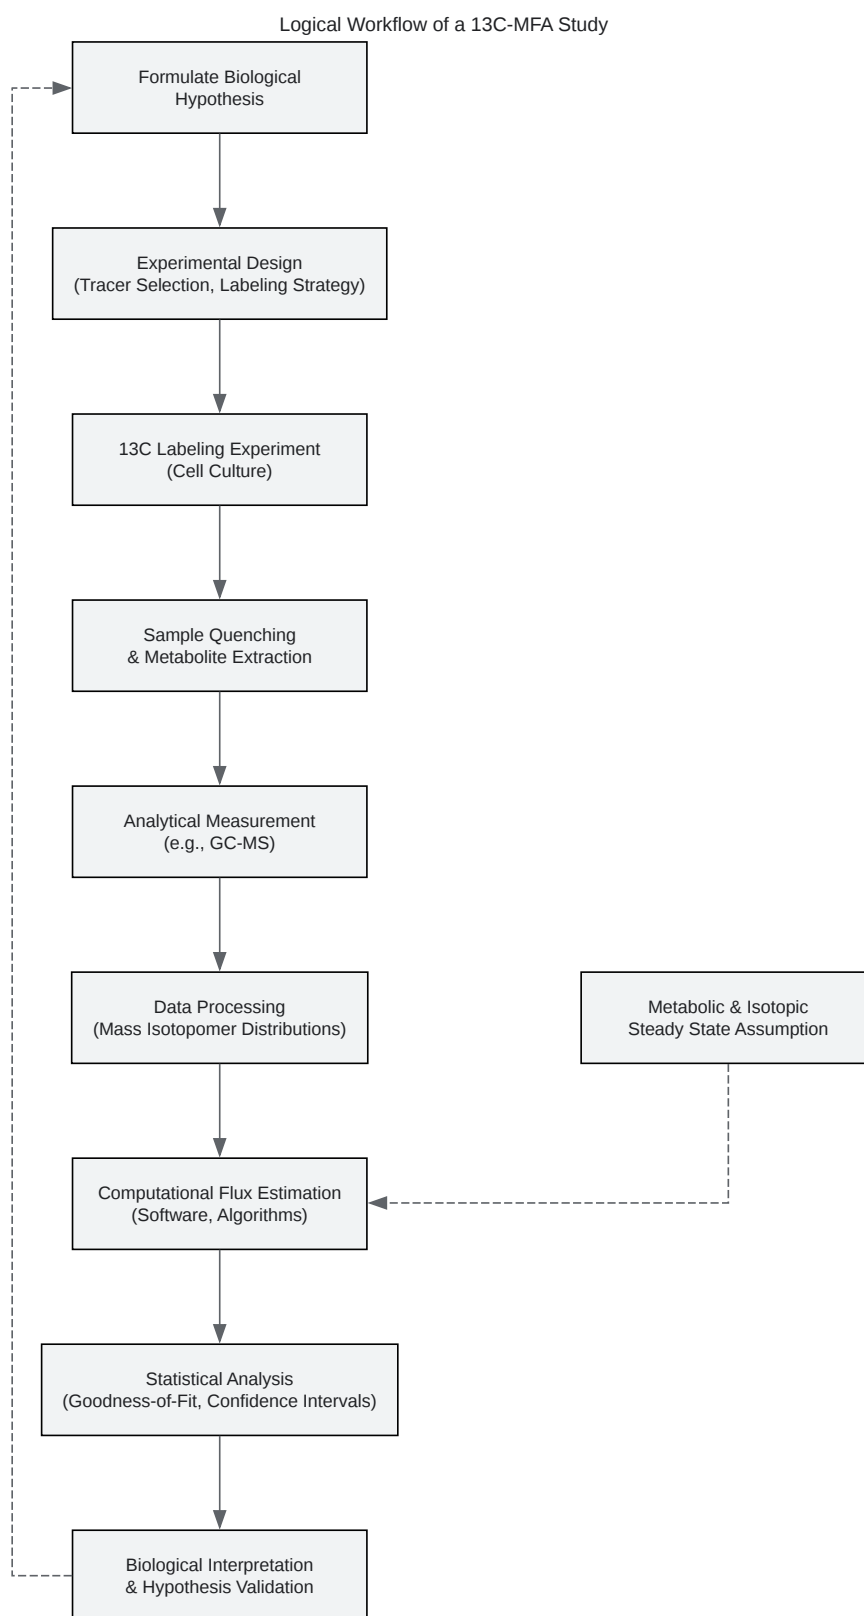 Logical Workflow of a 13C-MFA Study
Formulate Biological
Hypothesis
Experimental Design
(Tracer Selection, Labeling Strategy)
13C Labeling Experiment
(Cell Culture)
Sample Quenching
& Metabolite Extraction
Analytical Measurement
(e.g., GC-MS)
Data Processing
(Mass Isotopomer Distributions)
Metabolic & Isotopic
Steady State Assumption
Computational Flux Estimation
(Software, Algorithms)
Statistical Analysis
(Goodness-of-Fit, Confidence Intervals)
Biological Interpretation
& Hypothesis Validation